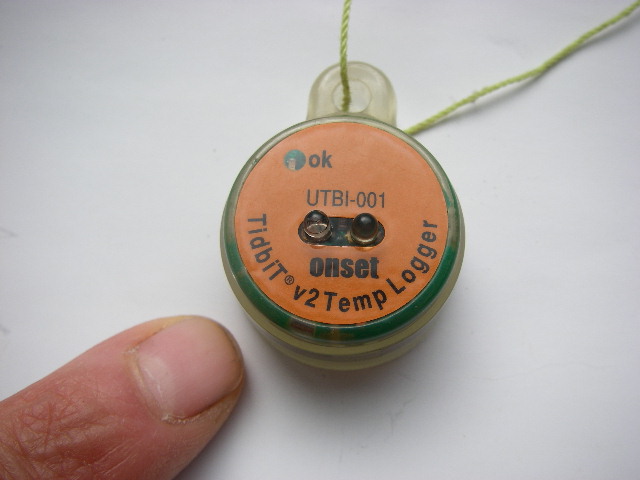 ok
UTBI-001
onset
TidbiT® v2 Temp Logger